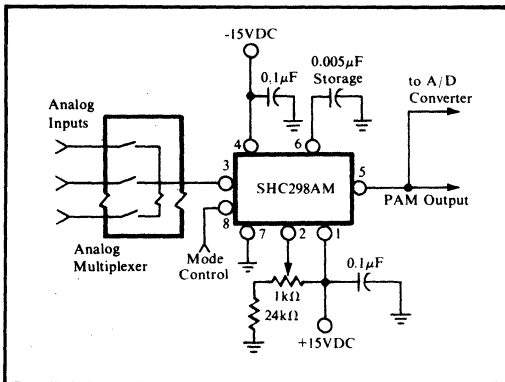 -15VDC
0.1μF
0.005μF
Storage
to A/D
Converter
Analog
Inputs
4
6
3
SHC298AM
5
8
PAM Output
7
2
1
Analog
Multiplexer
Mode
Control
0.1μF
1kΩ
24kΩ
+15VDC